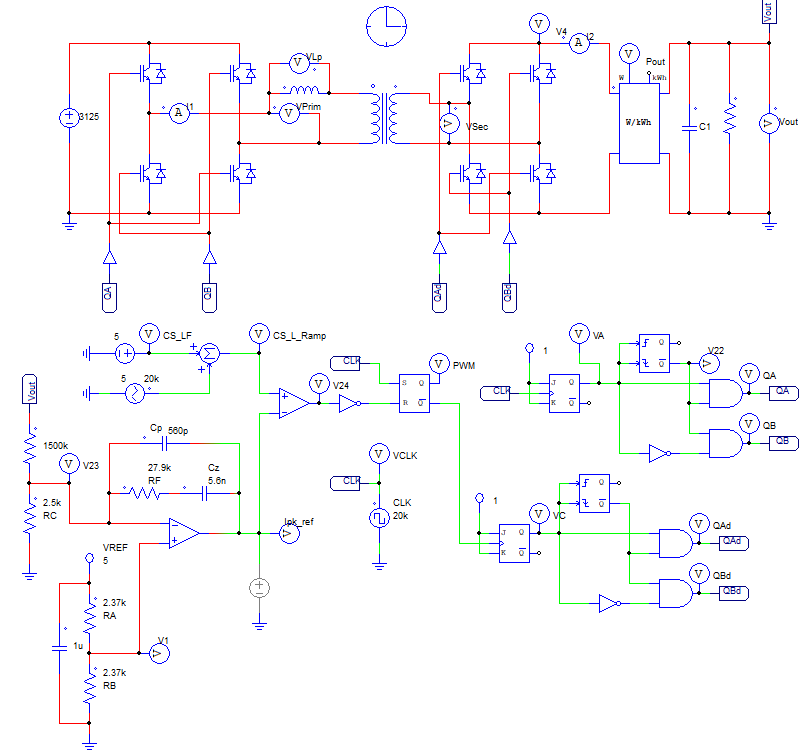 Vout
V
V4
I2
A
V
VLp
V
Pout
W
kWh
I1
A
VPrim
V
3125
VSec
V
W/kWh
C1
Vout
V
QA
QB
QAd
QBd
5
V
CS_LF
V
CS_L_Ramp
V
VA
1
V
V22
5
20k
V
V24
CLK
S Q
R Q
V
PWM
CLK
J Q
K Q
Q
Q
V
QA
QA
V
QB
QB
Vout
1500k
V
V23
2.5k
RC
Cp
560p
27.9k
RF
Cz
5.6n
V
VCLK
CLK
CLK
20k
Ipk_ref
V
1
V
VC
J Q
K Q
Q
Q
V
QAd
QAd
V
QBd
QBd
VREF
5
2.37k
RA
1u
V1
V
2.37k
RB